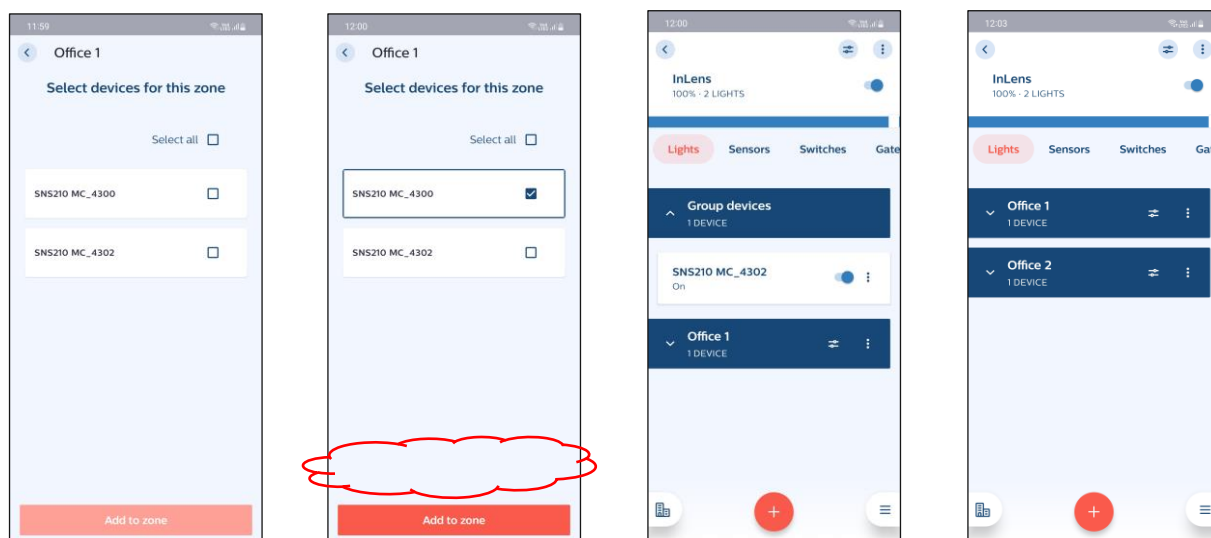 11:59
Office 1
Select devices for this zone
Select all
SNS210 MC_4300
SNS210 MC_4302
Add to zone
12:00
Office 1
Select devices for this zone
Select all
SNS210 MC_4300
SNS210 MC_4302
Add to zone
12:00
InLens
100% · 2 LIGHTS
Lights Sensors Switches Gate
Group devices
1 DEVICE
SNS210 MC_4302
On
Office 1
1 DEVICE
12:03
InLens
100% · 2 LIGHTS
Lights Sensors Switches Ga
Office 1
1 DEVICE
Office 2
1 DEVICE